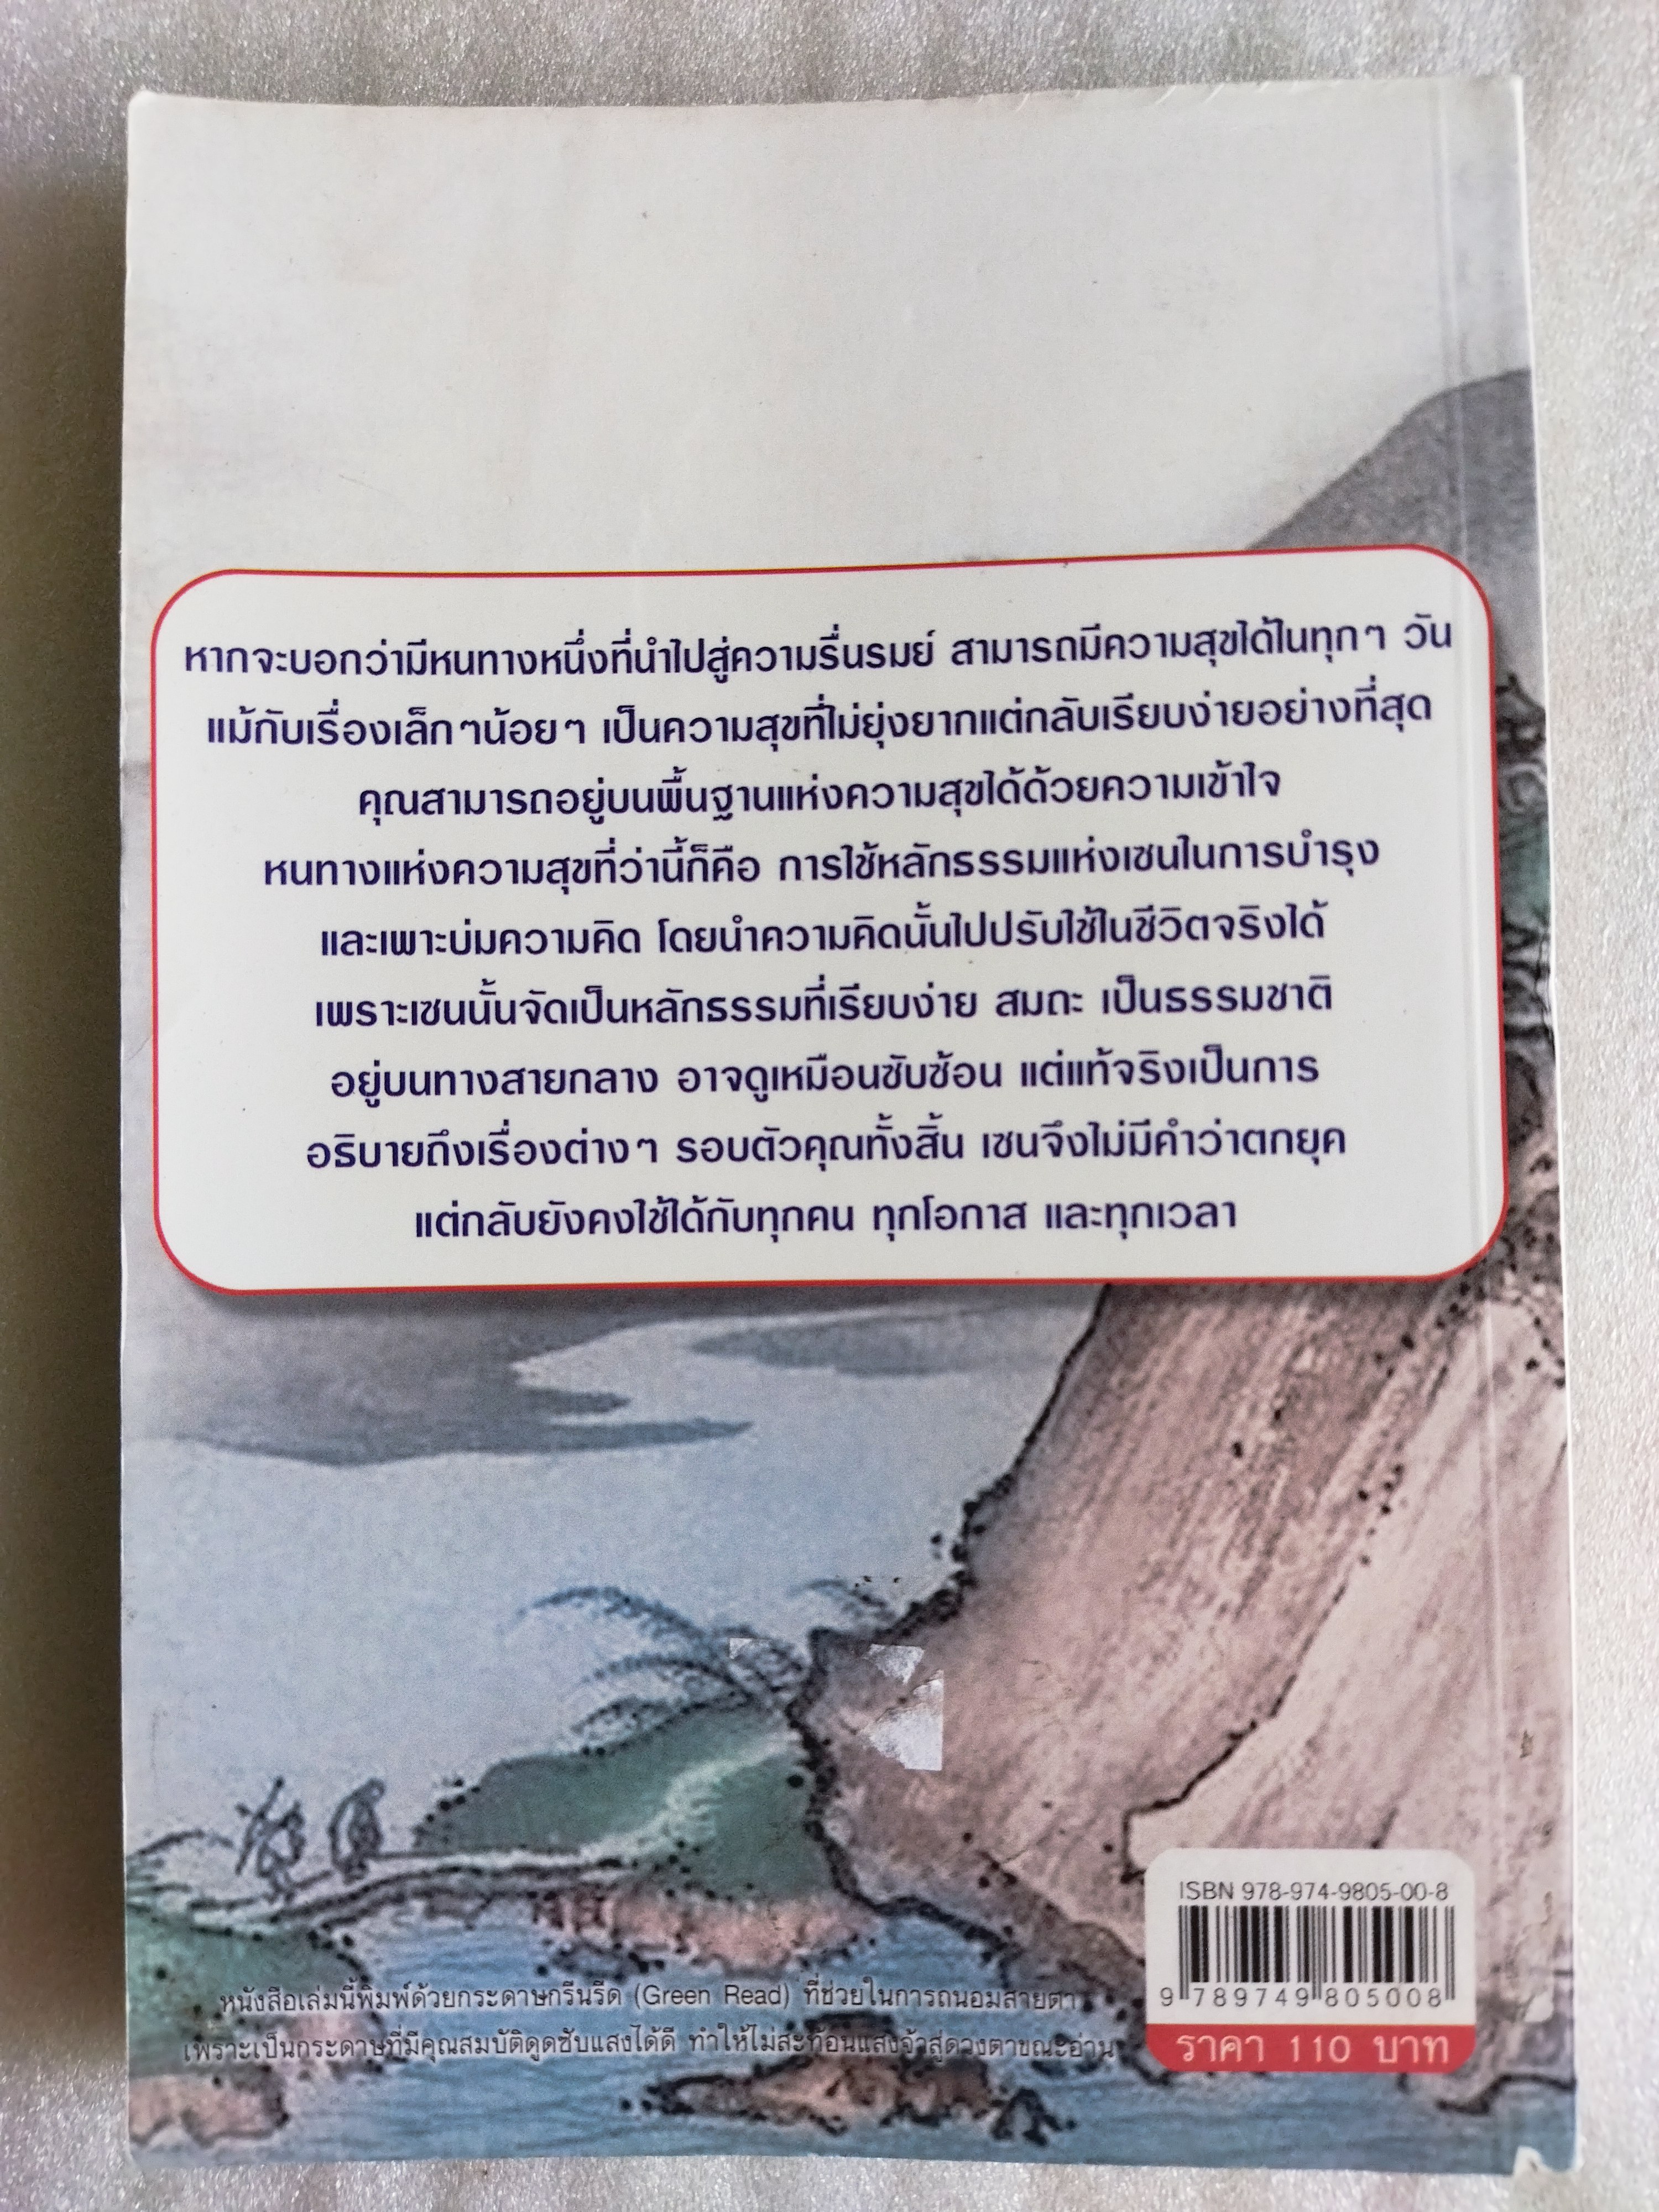 หากจะบอกว่ามีหนทางหนึ่งที่นำไปสู่ความรื่นรมย์ สามารถมีความสุขได้ในทุกๆ วัน
แม้กับเรื่องเล็กๆน้อยๆ เป็นความสุขที่ไม่ยุ่งยากแต่กลับเรียบง่ายอย่างที่สุด
คุณสามารถอยู่บนพื้นฐานแห่งความสุขได้ด้วยความเข้าใจ
หนทางแห่งความสุขที่ว่านี้ก็คือ การใช้หลักธรรมแห่งเซนในการบำรุง
และเพาะบ่มความคิด โดยนำความคิดนั้นไปปรับใช้ในชีวิตจริงได้
เพราะเซนนั้นจัดเป็นหลักธรรมที่เรียบง่าย สมถะ เป็นธรรมชาติ
อยู่บนทางสายกลาง อาจดูเหมือนซับซ้อน แต่แท้จริงเป็นการ
อธิบายถึงเรื่องต่างๆ รอบตัวคุณทั้งสิ้น เซนจึงไม่มีคำว่าตกยุค
แต่กลับยังคงใช้ได้กับทุกคน ทุกโอกาส และทุกเวลา
ISBN 978-974-9805-00-8
9 789749 805008
ราคา 110 บาท
หนังสือเล่มนี้พิมพ์ด้วยกระดาษกรีนรีด (Green Read) ที่ช่วยในการถนอมสายตา
เพราะเป็นกระดาษที่มีคุณสมบัติดูดซับแสงได้ดี ทำให้ไม่สะท้อนแสงจ้าสู่ดวงตาขณะอ่าน